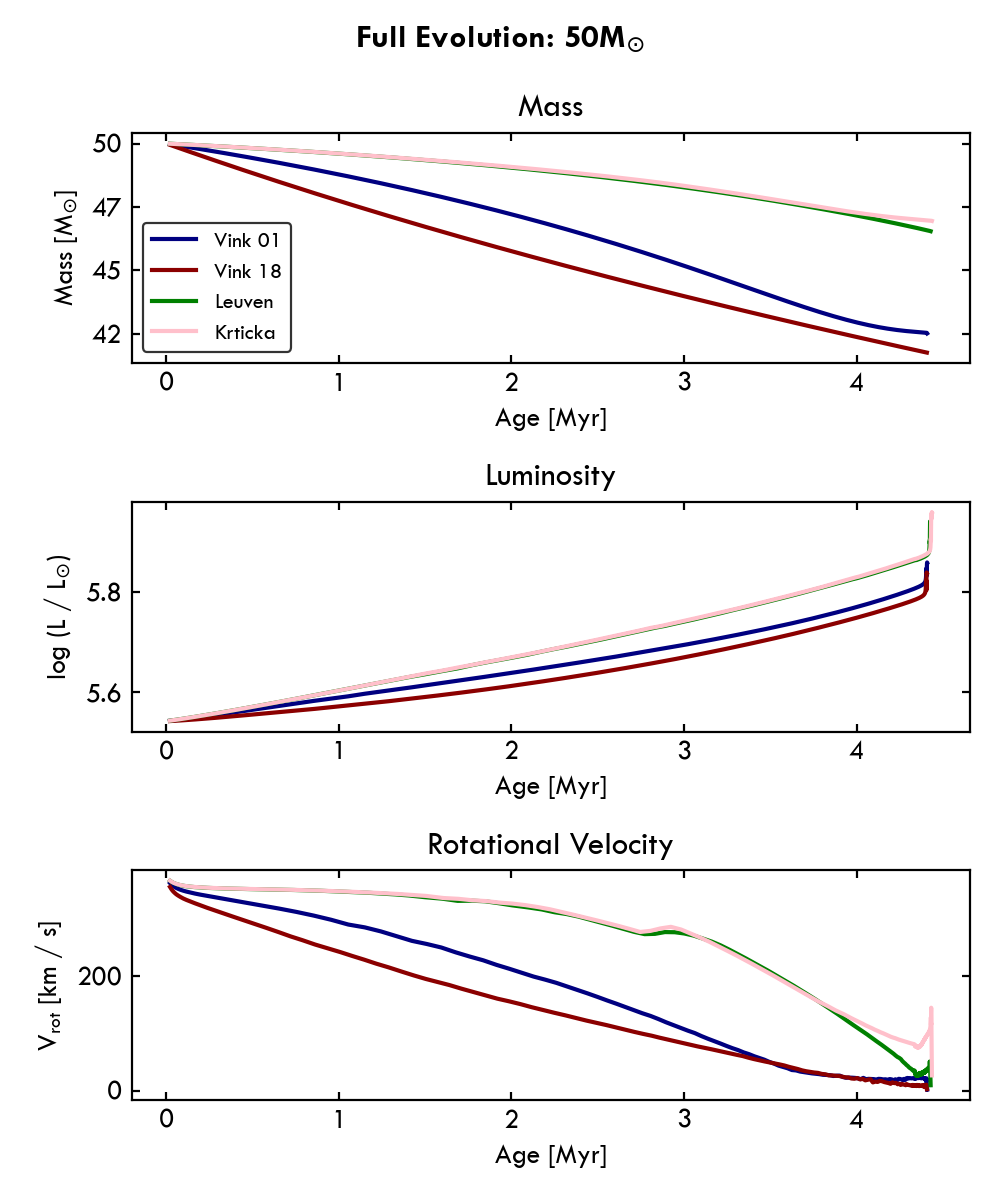 Full Evolution: 50M☉
Mass
50
47
45
42
Mass [M☉]
Vink 01
Vink 18
Leuven
Krticka
0 1 2 3 4
Age [Myr]
Luminosity
5.8
5.6
log (L / L☉)
0 1 2 3 4
Age [Myr]
Rotational Velocity
200
0
Vrot [km / s]
0 1 2 3 4
Age [Myr]